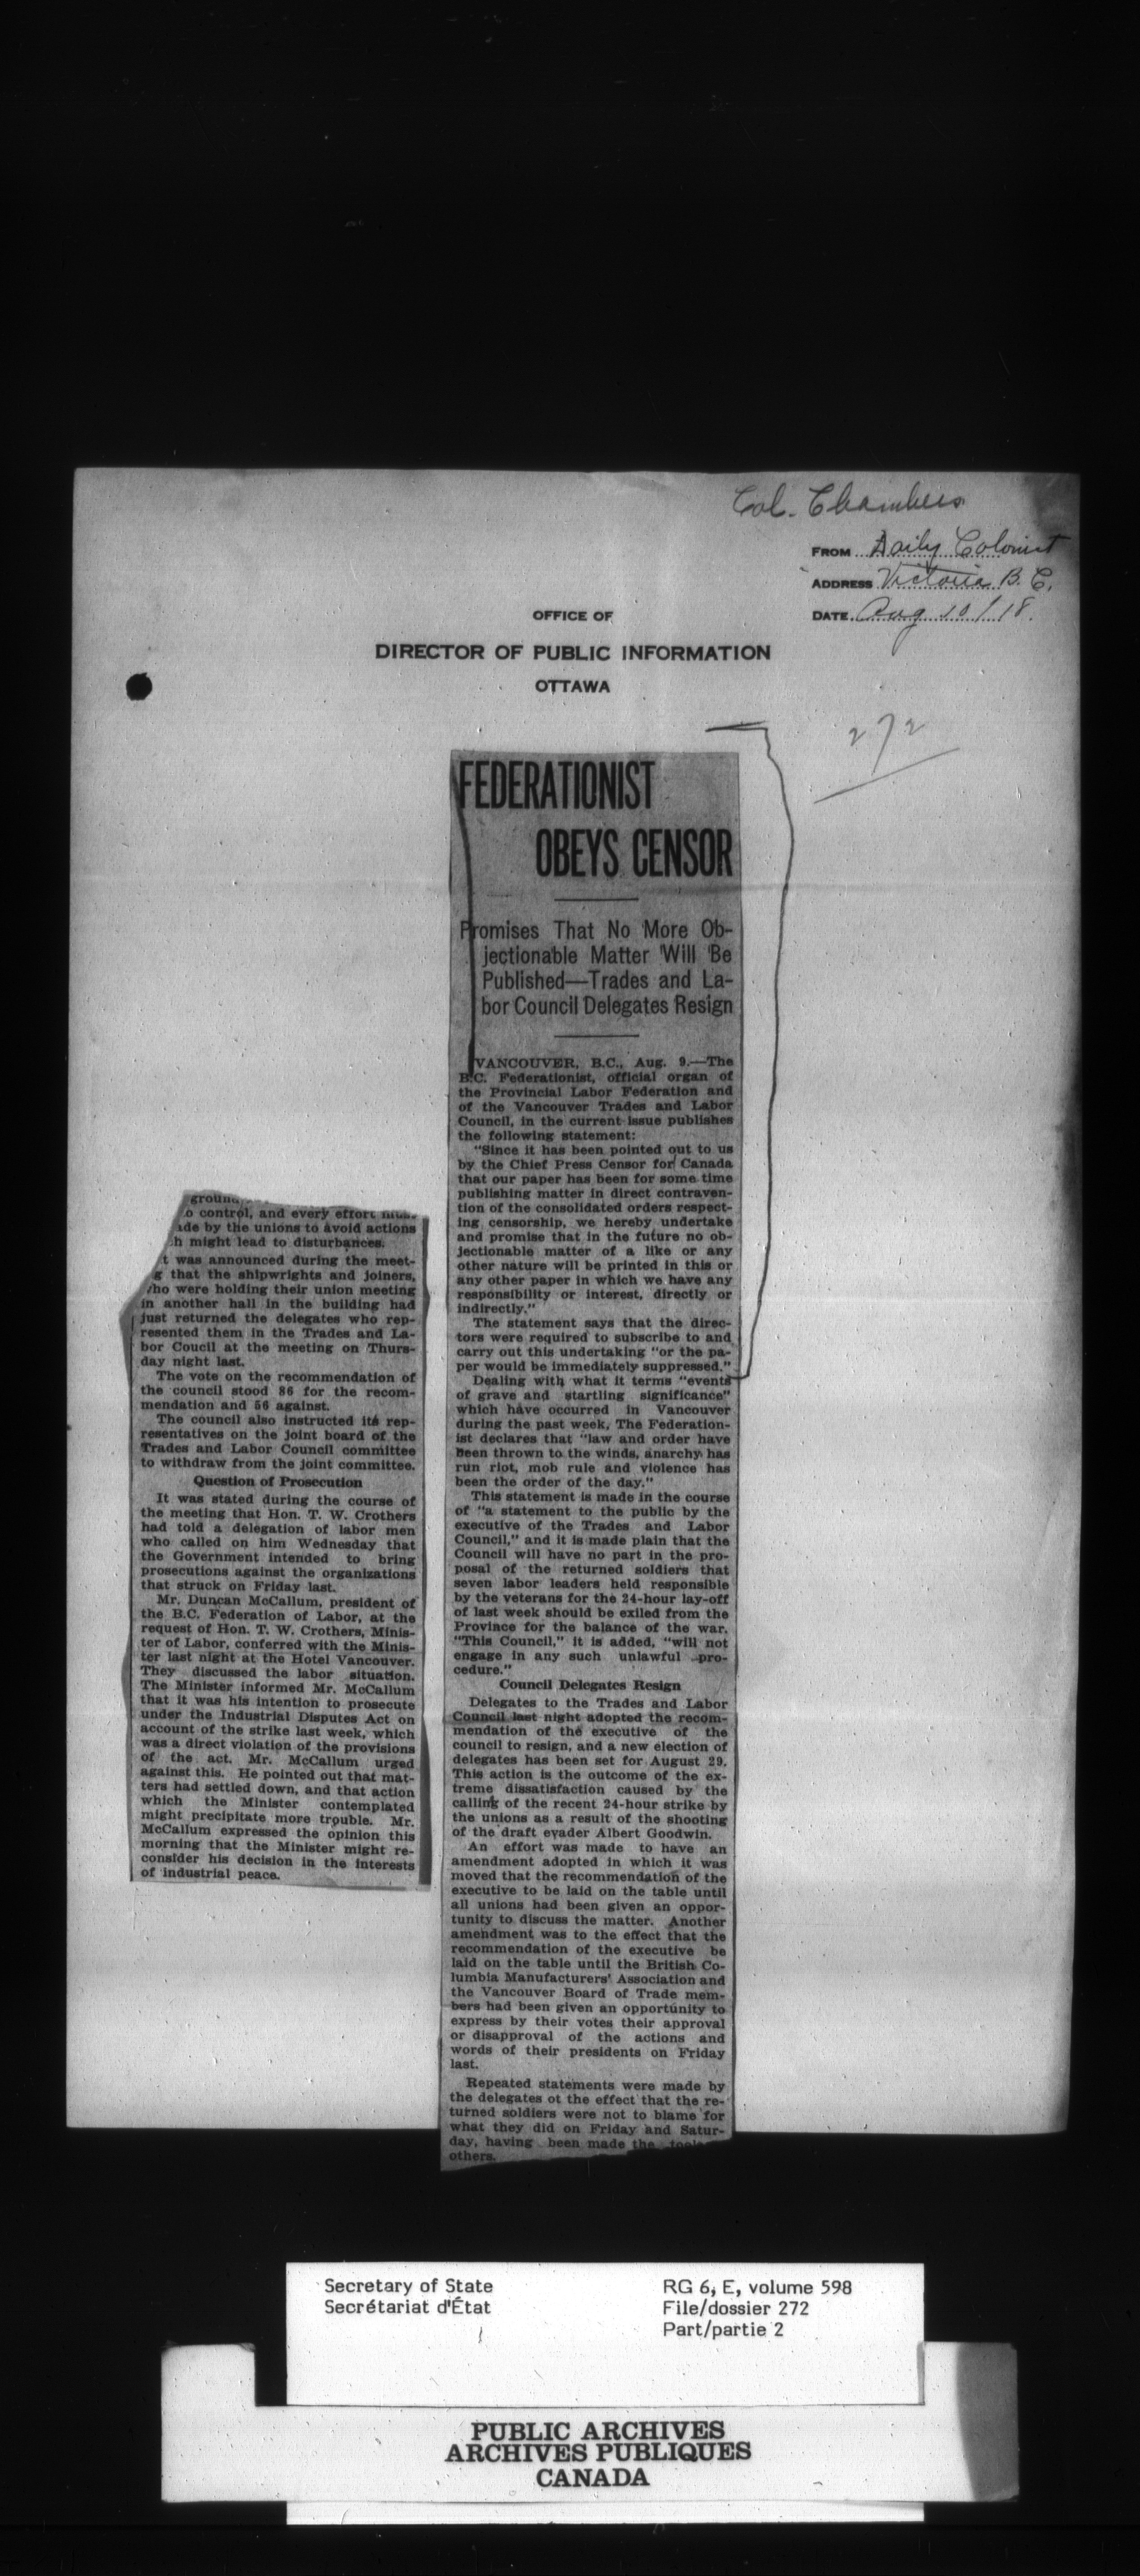 Col. Chambers
FROM Daily Colonist
ADDRESS Victoria B. C.
DATE Aug 10/18.
OFFICE OF
DIRECTOR OF PUBLIC INFORMATION
OTTAWA
272
FEDERATIONIST
OBEYS CENSOR
Promises That No More Ob-
jectionable Matter Will Be
Published—Trades and La-
bor Council Delegates Resign
VANCOUVER, B.C., Aug. 9.—The
B.C. Federationist, official organ of
the Provincial Labor Federation and
of the Vancouver Trades and Labor
Council, in the current issue publishes
the following statement:
"Since it has been pointed out to us
by the Chief Press Censor for Canada
that our paper has been for some time
publishing matter in direct contraven-
tion of the consolidated orders respect-
ing censorship, we hereby undertake
and promise that in the future no ob-
jectionable matter of a like or any
other nature will be printed in this or
any other paper in which we have any
responsibility or interest, directly or
indirectly."
The statement says that the direc-
tors were required to subscribe to and
carry out this undertaking "or the pa-
per would be immediately suppressed."
Dealing with what it terms "events
of grave and startling significance"
which have occurred in Vancouver
during the past week, The Federation-
ist declares that "law and order have
been thrown to the winds, anarchy has
run riot, mob rule and violence has
been the order of the day."
This statement is made in the course
of "a statement to the public by the
executive of the Trades and Labor
Council," and it is made plain that the
Council will have no part in the pro-
posal of the returned soldiers that
seven labor leaders held responsible
by the veterans for the 24-hour lay-off
of last week should be exiled from the
Province for the balance of the war.
"This Council," it is added, "will not
engage in any such unlawful pro-
cedure."
Council Delegates Resign
Delegates to the Trades and Labor
Council last night adopted the recom-
mendation of the executive of the
council to resign, and a new election of
delegates has been set for August 29.
This action is the outcome of the ex-
treme dissatisfaction caused by the
calling of the recent 24-hour strike by
the unions as a result of the shooting
of the draft evader Albert Goodwin.
An effort was made to have an
amendment adopted in which it was
moved that the recommendation of the
executive to be laid on the table until
all unions had been given an oppor-
tunity to discuss the matter. Another
amendment was to the effect that the
recommendation of the executive be
laid on the table until the British Co-
lumbia Manufacturers' Association and
the Vancouver Board of Trade mem-
bers had been given an opportunity to
express by their votes their approval
or disapproval of the actions and
words of their presidents on Friday
last.
Repeated statements were made by
the delegates ot the effect that the re-
turned soldiers were not to blame for
what they did on Friday and Satur-
day, having been made the tools
others.
ground
o control, and every effort
ade by the unions to avoid actions
h might lead to disturbances.
t was announced during the meet-
g that the shipwrights and joiners,
who were holding their union meeting
in another hall in the building had
just returned the delegates who rep-
resented them in the Trades and La-
bor Coucil at the meeting on Thurs-
day night last.
The vote on the recommendation of
the council stood 86 for the recom-
mendation and 56 against.
The council also instructed its rep-
resentatives on the joint board of the
Trades and Labor Council committee
to withdraw from the joint committee.
Question of Prosecution
It was stated during the course of
the meeting that Hon. T. W. Crothers
had told a delegation of labor men
who called on him Wednesday that
the Government intended to bring
prosecutions against the organizations
that struck on Friday last.
Mr. Duncan McCallum, president of
the B.C. Federation of Labor, at the
request of Hon. T. W. Crothers, Minis-
ter of Labor, conferred with the Minis-
ter last night at the Hotel Vancouver.
They discussed the labor situation.
The Minister informed Mr. McCallum
that it was his intention to prosecute
under the Industrial Disputes Act on
account of the strike last week, which
was a direct violation of the provisions
of the act. Mr. McCallum urged
against this. He pointed out that mat-
ters had settled down, and that action
which the Minister contemplated
might precipitate more trouble. Mr.
McCallum expressed the opinion this
morning that the Minister might re-
consider his decision in the interests
of industrial peace.
Secretary of State
Secrétariat d'État
RG 6, E, volume 598
File/dossier 272
Part/partie 2
PUBLIC ARCHIVES
ARCHIVES PUBLIQUES
CANADA